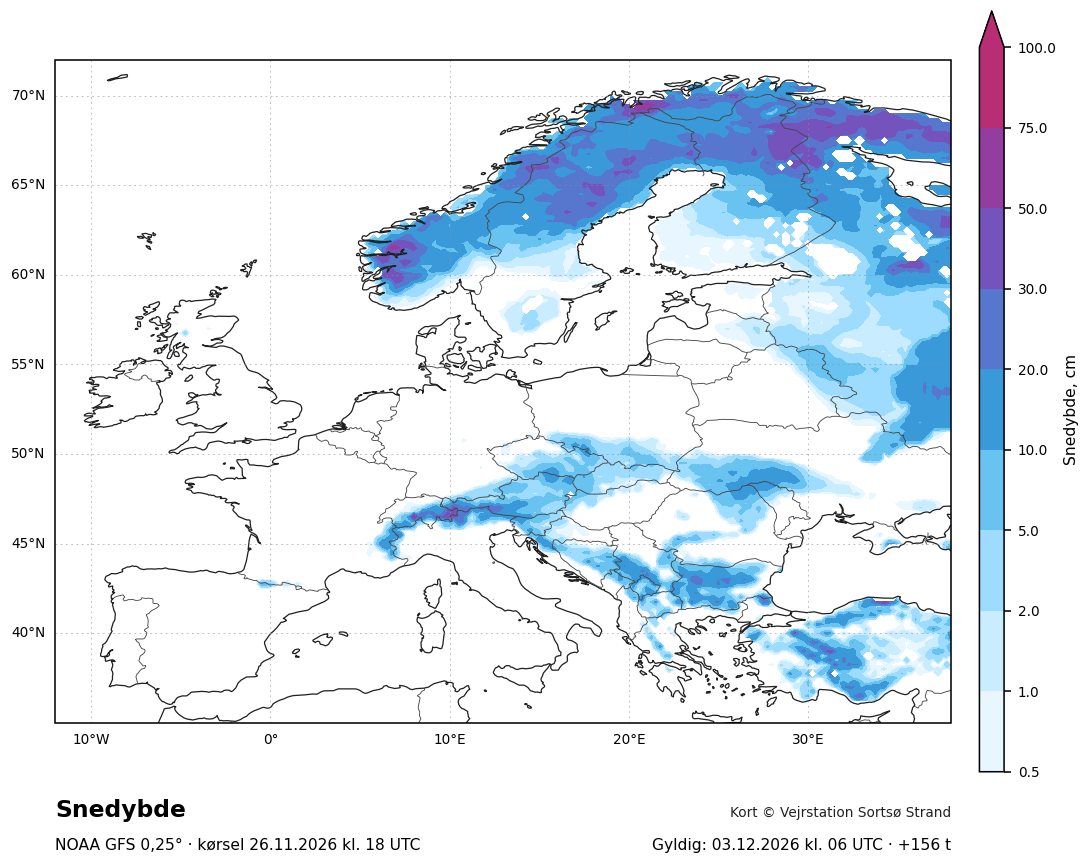 100.0
75.0
50.0
30.0
20.0
10.0
5.0
2.0
1.0
0.5
Snedybde, cm
70°N
65°N
60°N
55°N
50°N
45°N
40°N
10°W 0° 10°E 20°E 30°E
Snedybde
Kort © Vejrstation Sortsø Strand
NOAA GFS 0,25° · kørsel 26.11.2026 kl. 18 UTC
Gyldig: 03.12.2026 kl. 06 UTC · +156 t